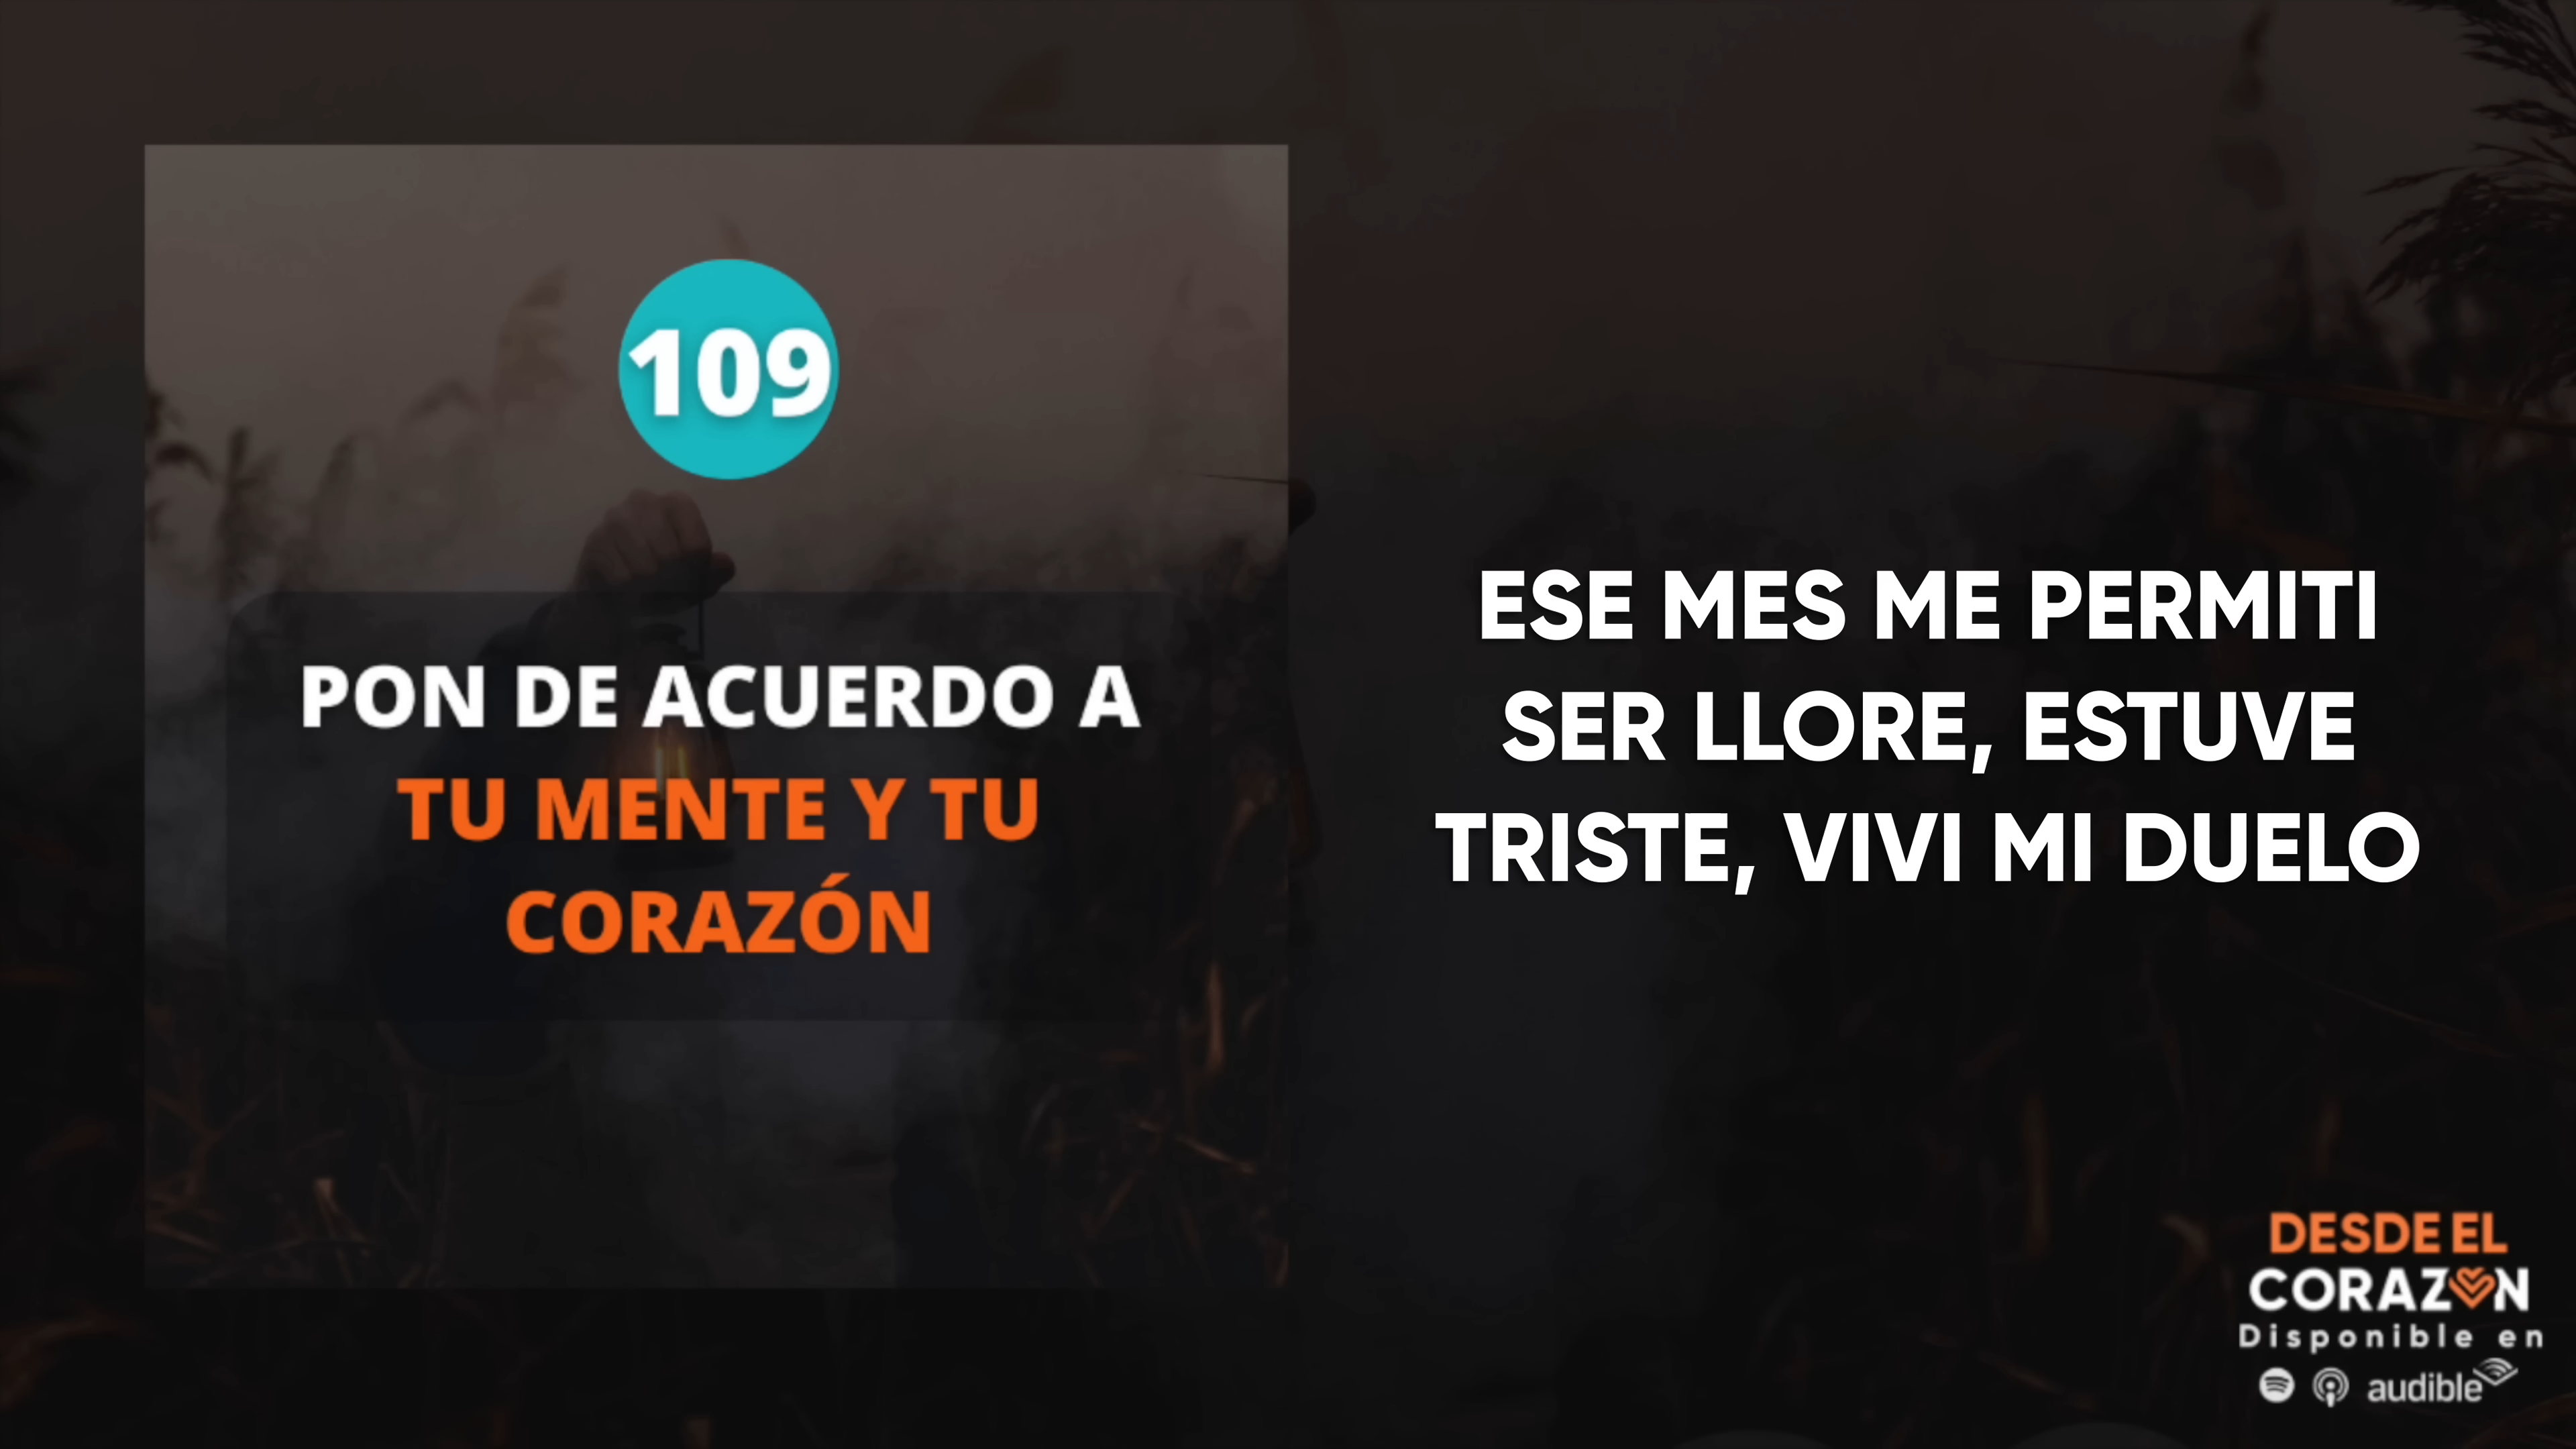 109
PON DE ACUERDO A
TU MENTE Y TU
CORAZÓN
ESE MES ME PERMITI
SER LLORE, ESTUVE
TRISTE, VIVI MI DUELO
DESDE EL
CORAZON
Disponible en
audible